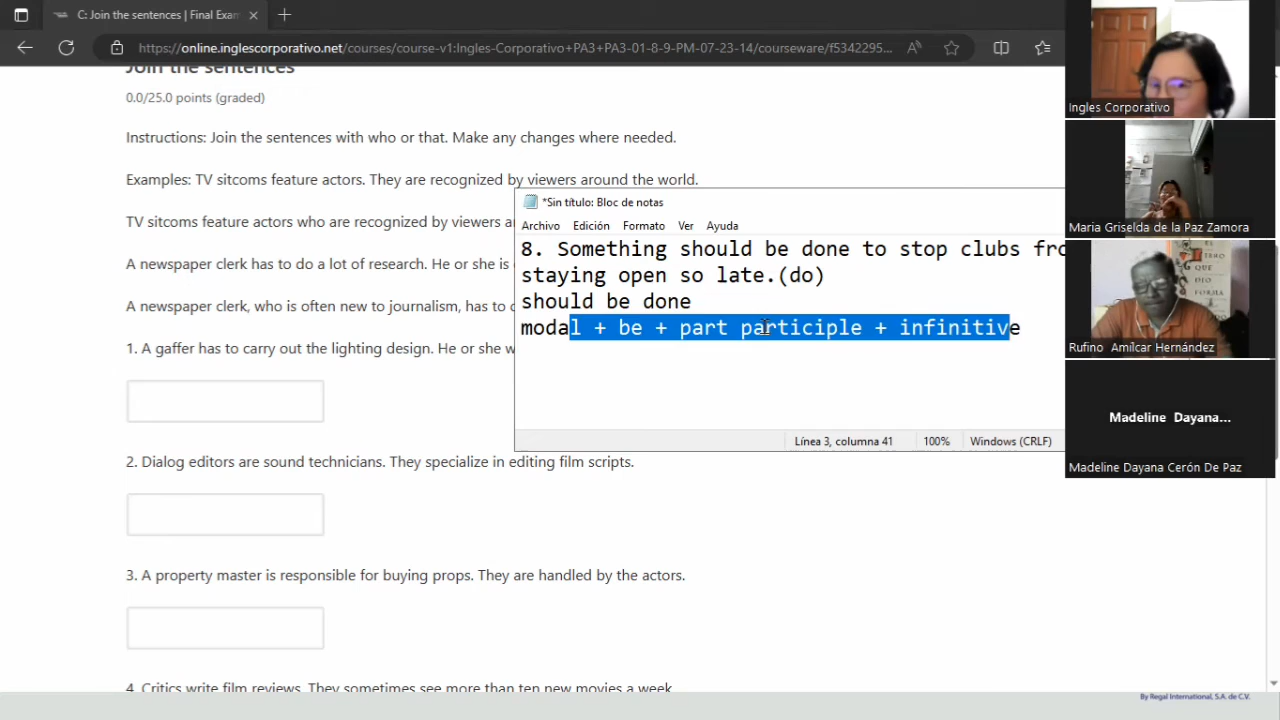 C: Join the sentences | Final Exam
https://online.inglescorporativo.net/courses/course-v1:Ingles-Corporativo+PA3+PA3-01-8-9-PM-07-23-14/courseware/f5342295...
Join the sentences
0.0/25.0 points (graded)
Instructions: Join the sentences with who or that. Make any changes where needed.
Examples: TV sitcoms feature actors. They are recognized by viewers around the world.
TV sitcoms feature actors who are recognized by viewers
A newspaper clerk has to do a lot of research. He or she is
A newspaper clerk, who is often new to journalism, has to
1. A gaffer has to carry out the lighting design. He or she
2. Dialog editors are sound technicians. They specialize in editing film scripts.
3. A property master is responsible for buying props. They are handled by the actors.
4. Critics write film reviews. They sometimes see more than ten new movies a week.
*Sin título: Bloc de notas
Archivo Edición Formato Ver Ayuda
8. Something should be done to stop clubs
staying open so late.(do)
should be done
modal + be + part participle + infinitive
Línea 3, columna 41 100% Windows (CRLF)
Ingles Corporativo
Maria Griselda de la Paz Zamora
Rufino Amílcar Hernández
Madeline Dayana...
Madeline Dayana Cerón De Paz
By Regal International, S.A. de C.V.